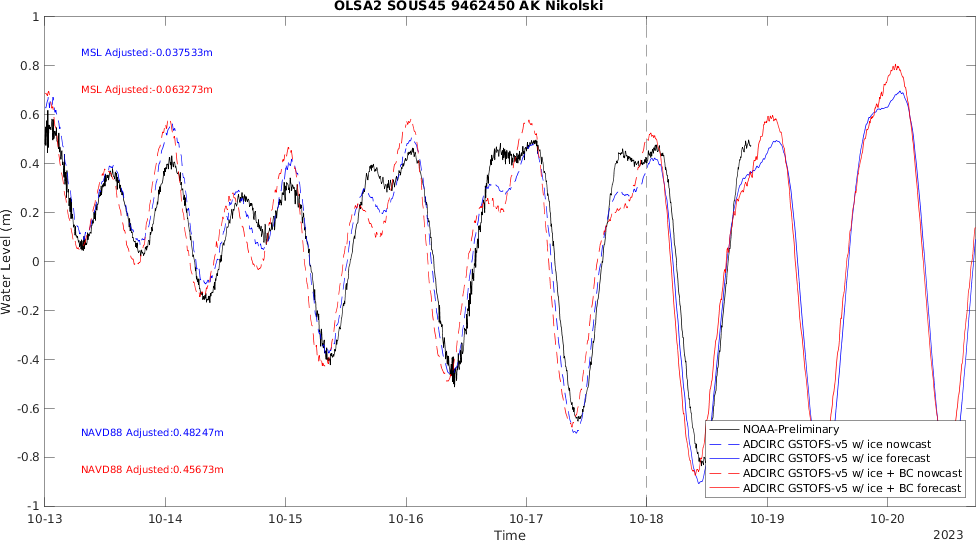 OLSA2 SOUS45 9462450 AK Nikolski
1
0.8
0.6
0.4
0.2
0
-0.2
-0.4
-0.6
-0.8
-1
Water Level (m)
MSL Adjusted:-0.037533m
MSL Adjusted:-0.063273m
NAVD88 Adjusted:0.48247m
NAVD88 Adjusted:0.45673m
NOAA-Preliminary
ADCIRC GSTOFS-v5 w/ ice nowcast
ADCIRC GSTOFS-v5 w/ ice forecast
ADCIRC GSTOFS-v5 w/ ice + BC nowcast
ADCIRC GSTOFS-v5 w/ ice + BC forecast
10-13 10-14 10-15 10-16 10-17 10-18 10-19 10-20
Time
2023